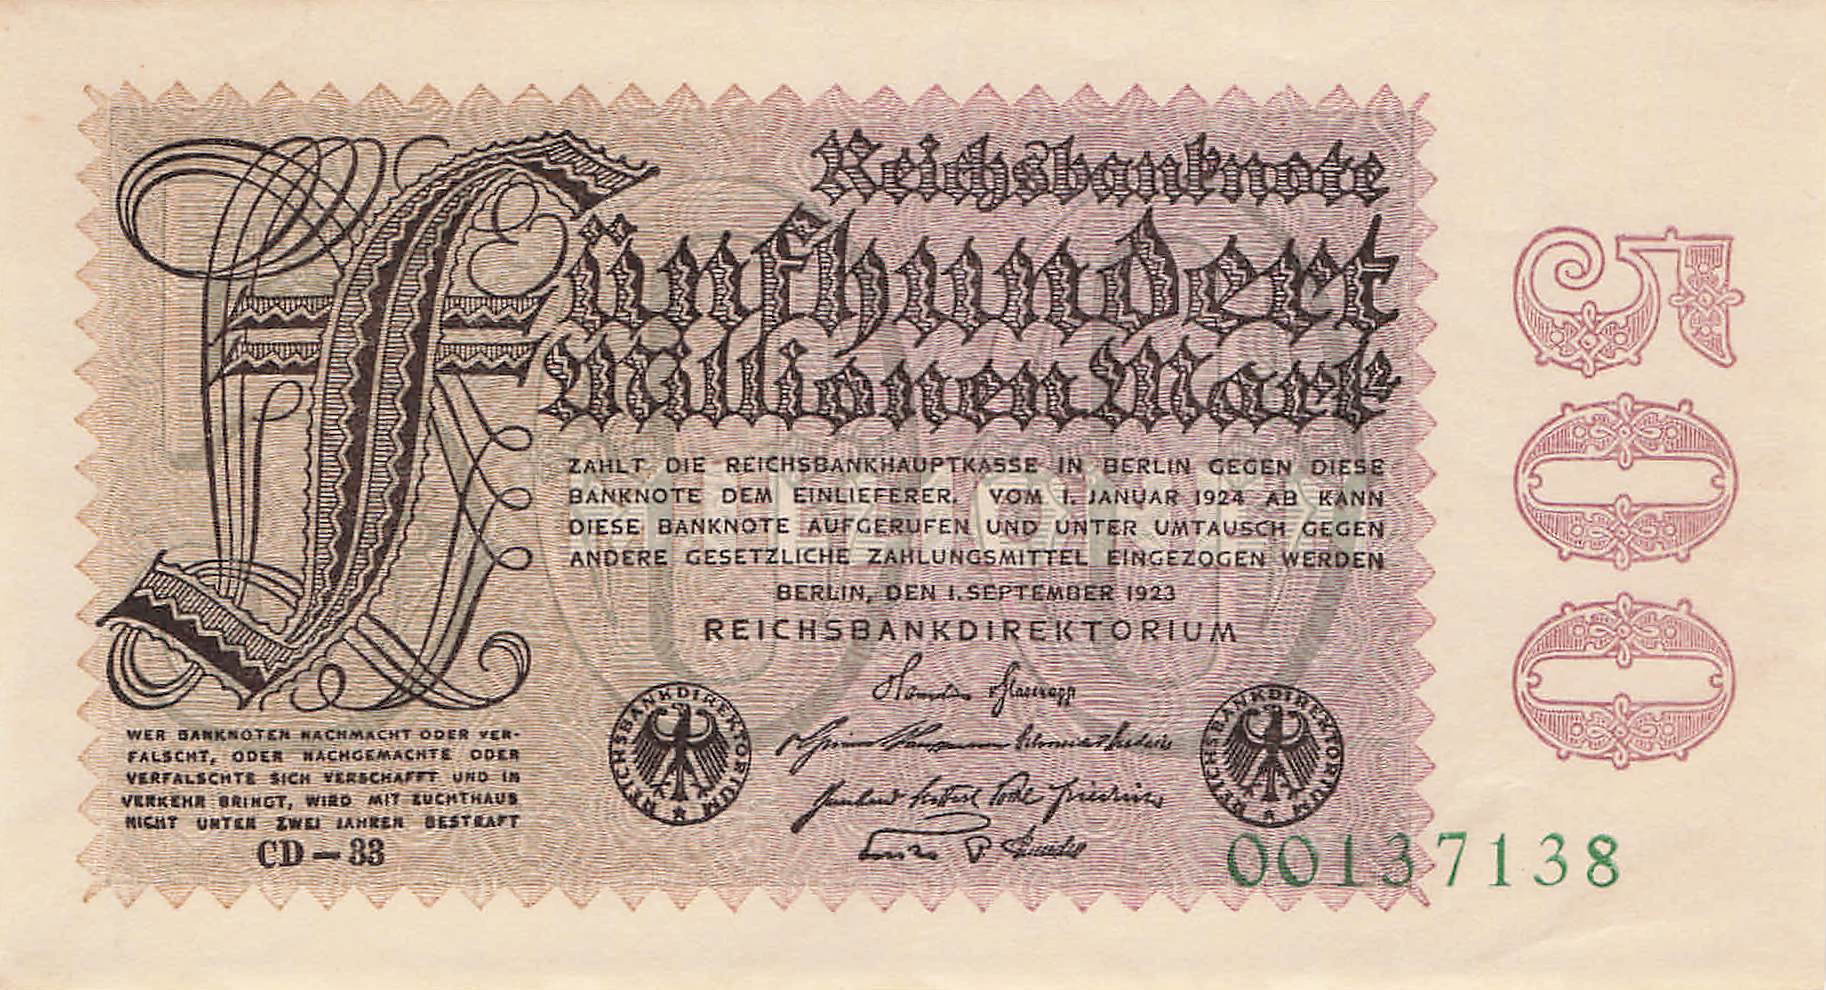 Reichsbanknote
Fünfhundert
Millionen Mark
ZAHLT DIE REICHSBANKHAUPTKASSE IN BERLIN GEGEN DIESE
BANKNOTE DEM EINLIEFERER. VOM 1. JANUAR 1924 AB KANN
DIESE BANKNOTE AUFGERUFEN UND UNTER UMTAUSCH GEGEN
ANDERE GESETZLICHE ZAHLUNGSMITTEL EINGEZOGEN WERDEN
BERLIN, DEN 1. SEPTEMBER 1923
REICHSBANKDIREKTORIUM
REICHSBANKDIREKTORIUM
REICHSBANKDIREKTORIUM
WER BANKNOTEN NACHMACHT ODER VER-
FALSCHT, ODER NACHGEMACHTE ODER
VERFALSCHTE SICH VERSCHAFFT UND IN
VERKEHR BRINGT, WIRD MIT ZUCHTHAUS
NICHT UNTER ZWEI JAHREN BESTRAFT
CD — 33
00137138
500